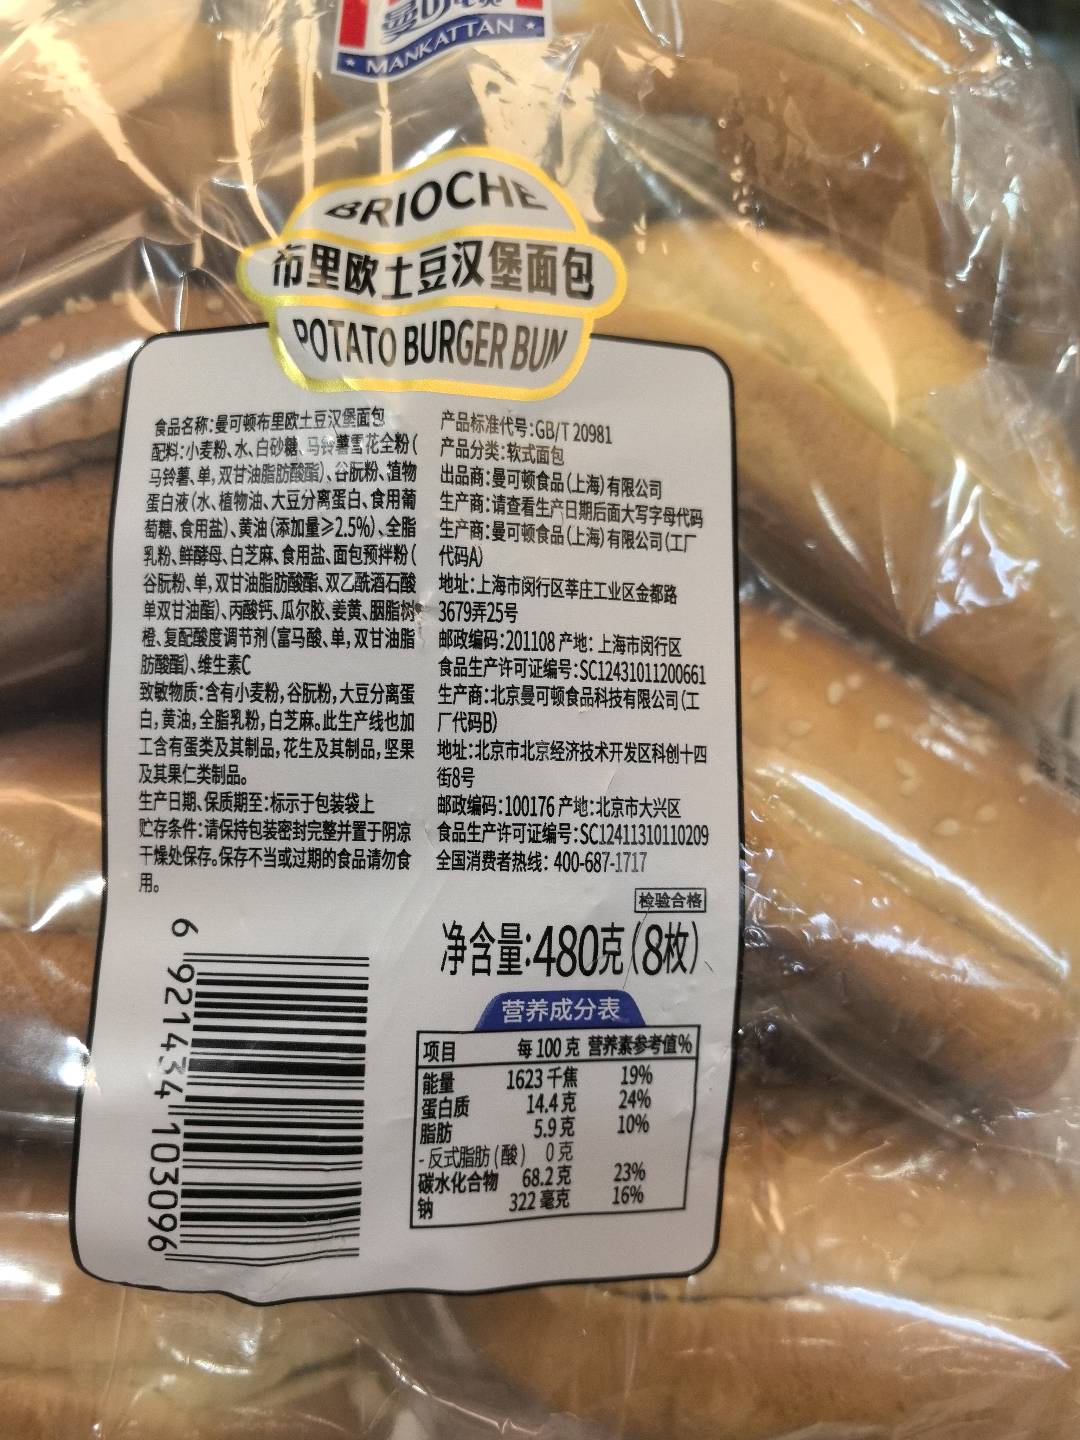 MANKATTAN
BRIOCHE
布里欧土豆汉堡面包
POTATO BURGER BUN
食品名称:曼可顿布里欧土豆汉堡面包
配料:小麦粉、水、白砂糖、马铃薯雪花全粉(
马铃薯、单,双甘油脂肪酸酯)、谷朊粉、植物
蛋白液(水、植物油、大豆分离蛋白、食用葡
萄糖、食用盐)、黄油(添加量≥2.5%)、全脂
乳粉、鲜酵母、白芝麻、食用盐、面包预拌粉(
谷朊粉、单,双甘油脂肪酸酯、双乙酰酒石酸
单双甘油酯)、丙酸钙、瓜尔胶、姜黄、胭脂树
橙、复配酸度调节剂(富马酸、单,双甘油脂
肪酸酯)、维生素C
致敏物质:含有小麦粉,谷朊粉,大豆分离蛋
白,黄油,全脂乳粉,白芝麻。此生产线也加
工含有蛋类及其制品,花生及其制品,坚果
及其果仁类制品。
生产日期、保质期至:标示于包装袋上
贮存条件:请保持包装密封完整并置于阴凉
干燥处保存。保存不当或过期的食品请勿食
用。
产品标准代号:GB/T 20981
产品分类:软式面包
出品商:曼可顿食品(上海)有限公司
生产商:请查看生产日期后面大写字母代码
生产商:曼可顿食品(上海)有限公司(工厂
代码A)
地址:上海市闵行区莘庄工业区金都路
3679弄25号
邮政编码:201108 产地: 上海市闵行区
食品生产许可证编号:SC12431011200661
生产商:北京曼可顿食品科技有限公司(工
厂代码B)
地址:北京市北京经济技术开发区科创十四
街8号
邮政编码:100176 产地:北京市大兴区
食品生产许可证编号:SC12411310110209
全国消费者热线: 400-687-1717
检验合格
净含量:480克(8枚)
营养成分表
项目 每100克 营养素参考值%
能量 1623千焦 19%
蛋白质 14.4克 24%
脂肪 5.9克 10%
-反式脂肪(酸) 0克
碳水化合物 68.2克 23%
钠 322毫克 16%
6 921434 103096